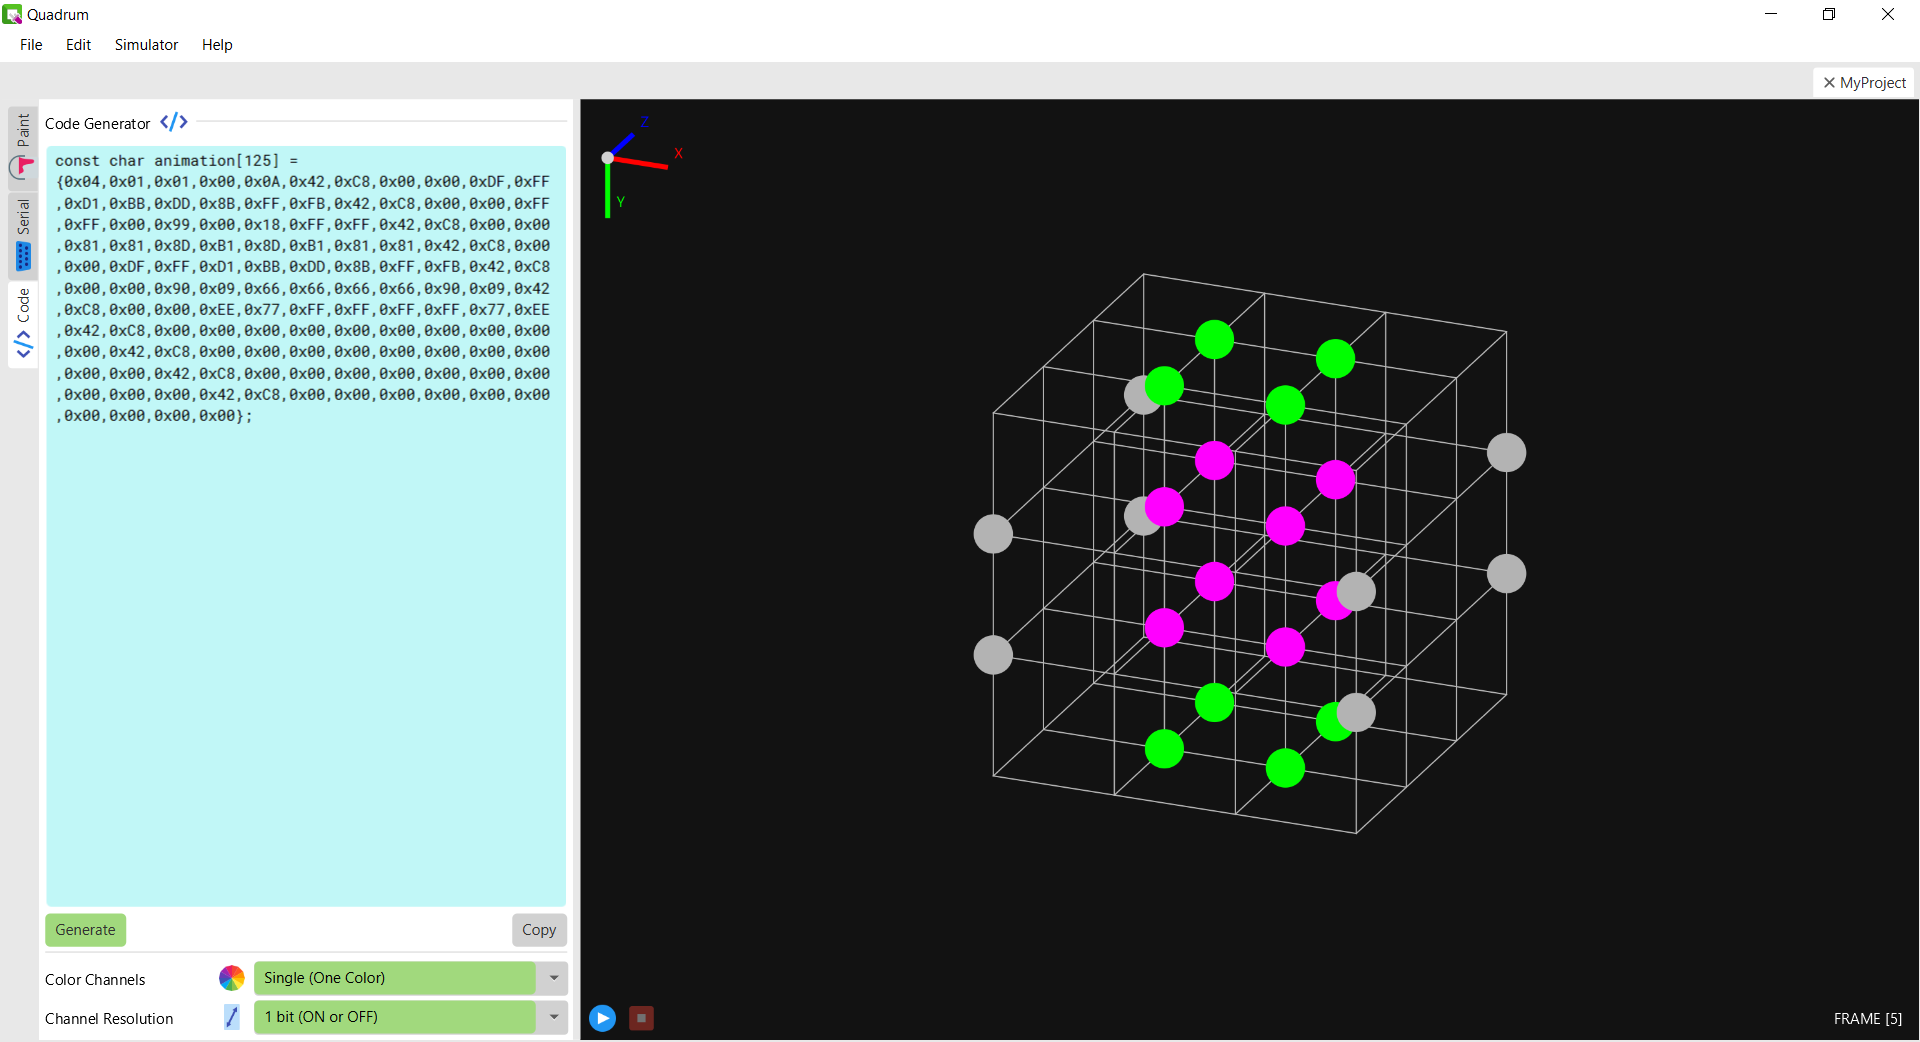 Quadrum
File Edit Simulator Help
MyProject
Paint
Serial
Code
Code Generator
const char animation[125] =
{0x04,0x01,0x01,0x00,0x0A,0x42,0xC8,0x00,0x00,0xDF,0xFF
,0xD1,0xBB,0xDD,0x8B,0xFF,0xFB,0x42,0xC8,0x00,0x00,0xFF
,0xFF,0x00,0x99,0x00,0x18,0xFF,0xFF,0x42,0xC8,0x00,0x00
,0x81,0x81,0x8D,0xB1,0x8D,0xB1,0x81,0x81,0x42,0xC8,0x00
,0x00,0xDF,0xFF,0xD1,0xBB,0xDD,0x8B,0xFF,0xFB,0x42,0xC8
,0x00,0x00,0x90,0x09,0x66,0x66,0x66,0x66,0x90,0x09,0x42
,0xC8,0x00,0x00,0xEE,0x77,0xFF,0xFF,0xFF,0xFF,0x77,0xEE
,0x42,0xC8,0x00,0x00,0x00,0x00,0x00,0x00,0x00,0x00,0x00
,0x00,0x42,0xC8,0x00,0x00,0x00,0x00,0x00,0x00,0x00,0x00
,0x00,0x00,0x42,0xC8,0x00,0x00,0x00,0x00,0x00,0x00,0x00
,0x00,0x00,0x00,0x42,0xC8,0x00,0x00,0x00,0x00,0x00,0x00
,0x00,0x00,0x00,0x00};
Generate
Copy
Color Channels
Single (One Color)
Channel Resolution
1 bit (ON or OFF)
Z
X
Y
FRAME [5]